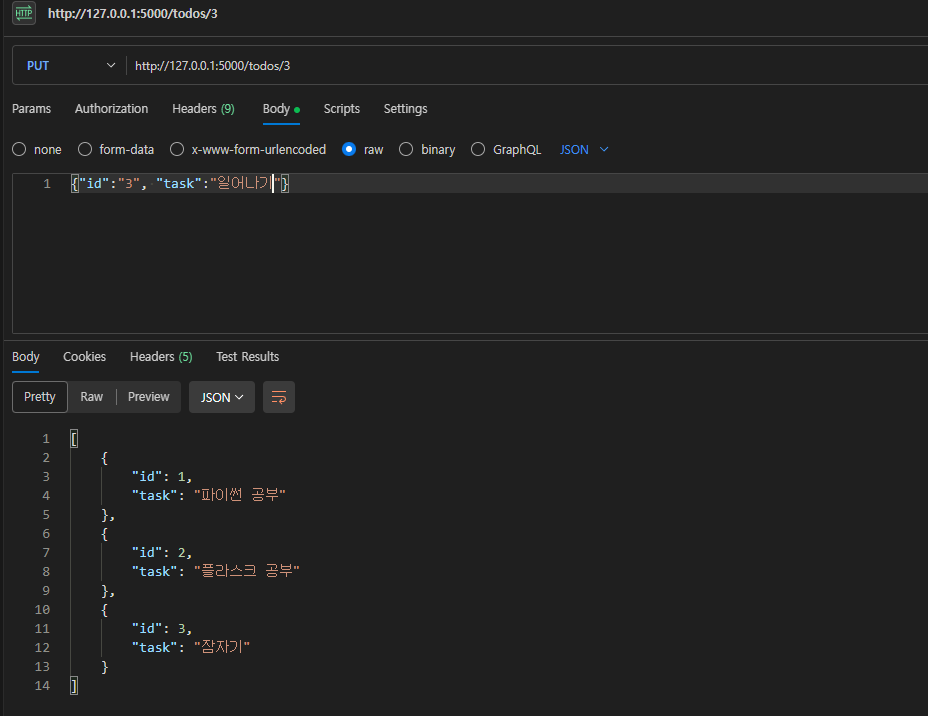 HTTP http://127.0.0.1:5000/todos/3
PUT http://127.0.0.1:5000/todos/3
Params Authorization Headers (9) Body Scripts Settings
none form-data x-www-form-urlencoded raw binary GraphQL JSON
1 {"id":"3", "task":"일어나기"}
Body Cookies Headers (5) Test Results
Pretty Raw Preview JSON
1 [
2 {
3 "id": 1,
4 "task": "파이썬 공부"
5 },
6 {
7 "id": 2,
8 "task": "플라스크 공부"
9 },
10 {
11 "id": 3,
12 "task": "잠자기"
13 }
14 ]